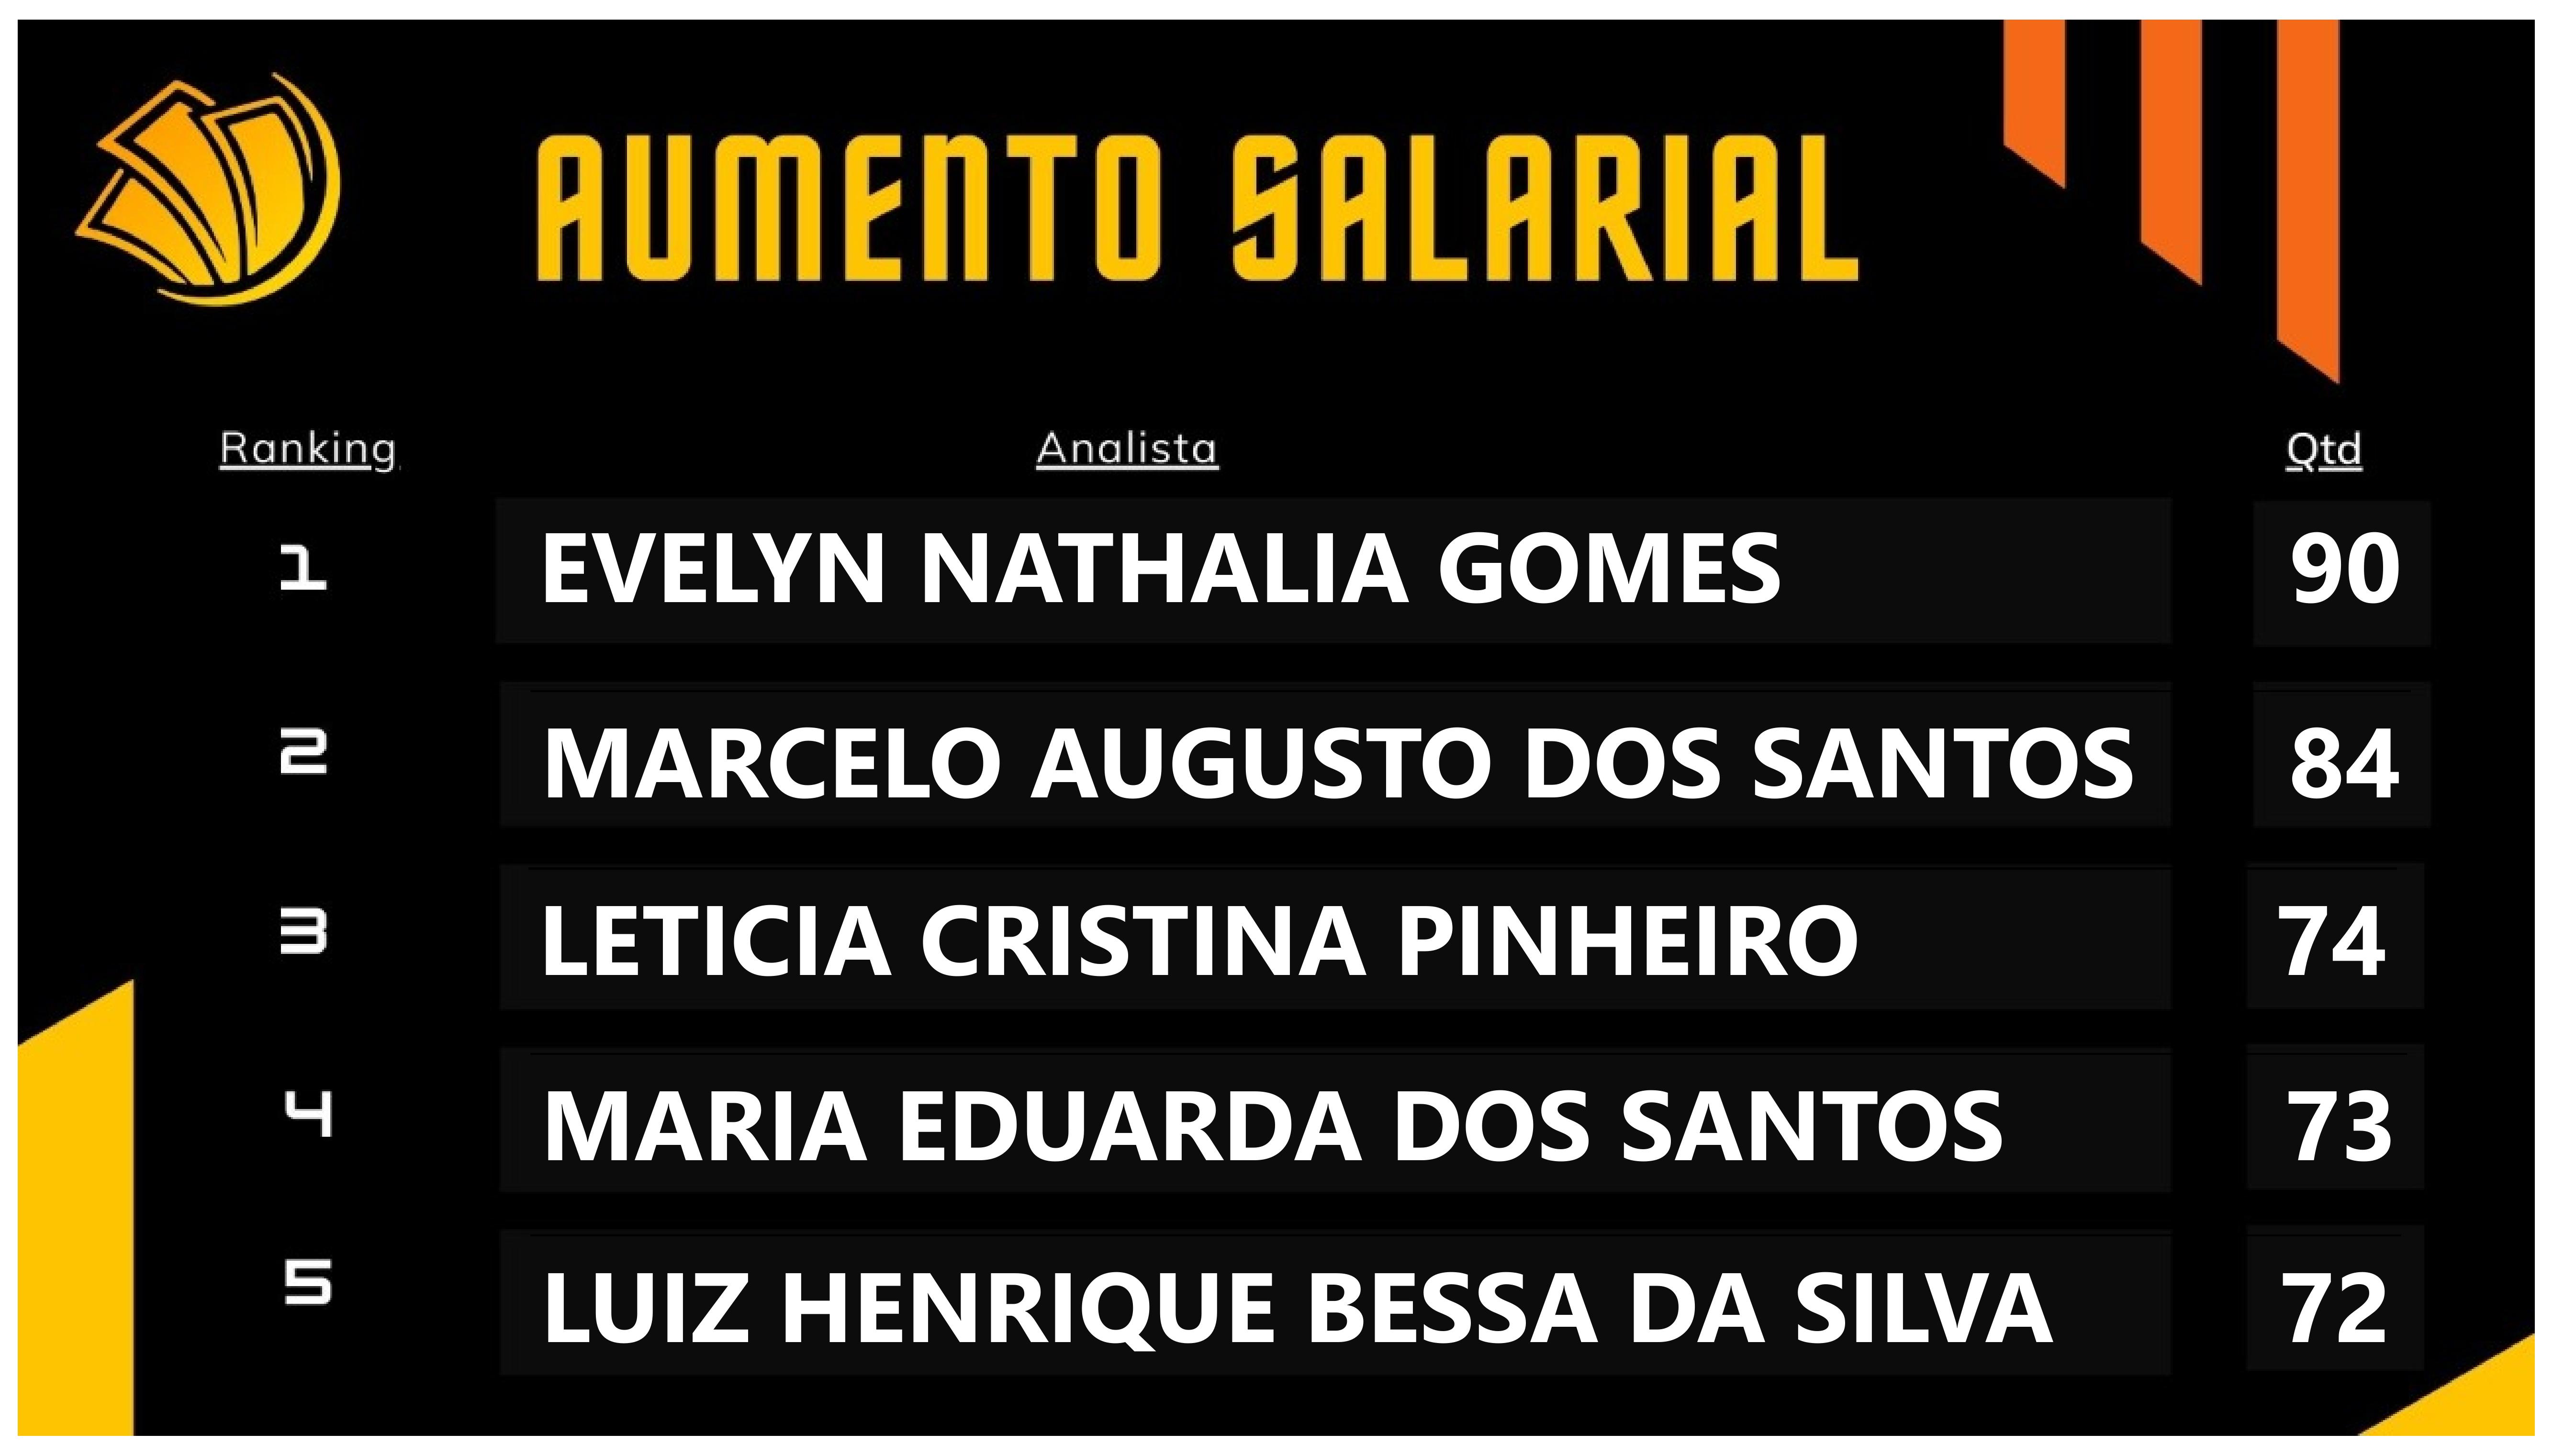 AUMENTO SALARIAL
Ranking Analista Qtd
1 EVELYN NATHALIA GOMES 90
2 MARCELO AUGUSTO DOS SANTOS 84
3 LETICIA CRISTINA PINHEIRO 74
4 MARIA EDUARDA DOS SANTOS 73
5 LUIZ HENRIQUE BESSA DA SILVA 72